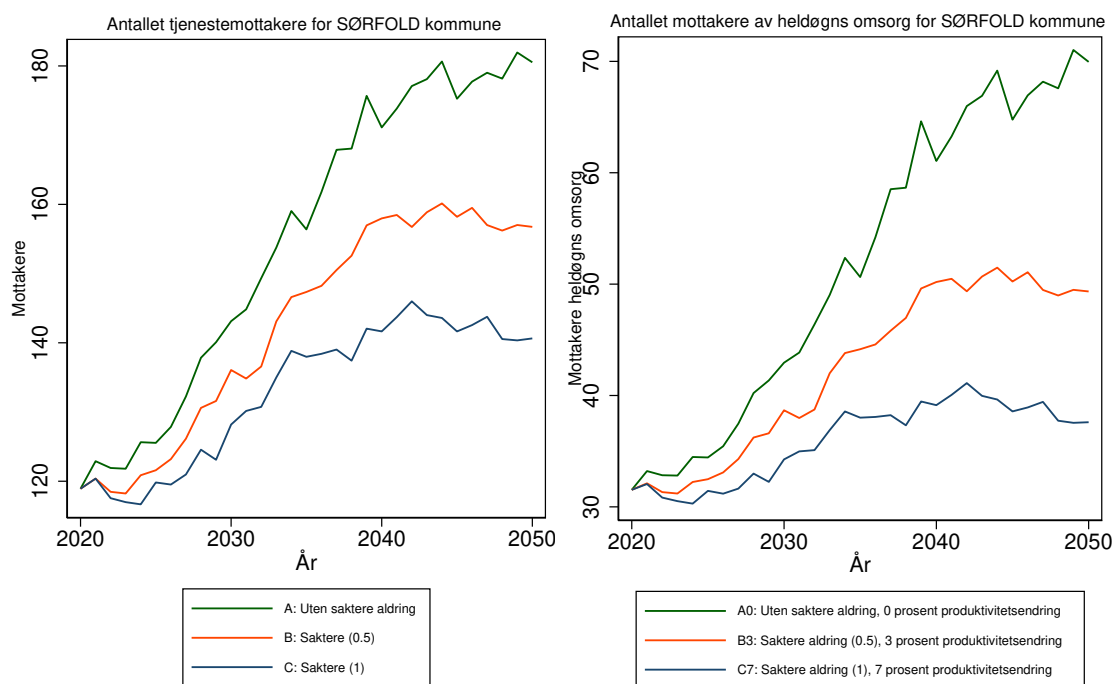 Antallet tjenestemottakere for SØRFOLD kommune
Mottakere
180
160
140
120
2020
2030
2040
2050
År
A: Uten saktere aldring
B: Saktere (0.5)
C: Saktere (1)
Antallet mottakere av heldøgns omsorg for SØRFOLD kommune
Mottakere heldøgns omsorg
70
60
50
40
30
2020
2030
2040
2050
År
A0: Uten saktere aldring, 0 prosent produktivitetsendring
B3: Saktere aldring (0.5), 3 prosent produktivitetsendring
C7: Saktere aldring (1), 7 prosent produktivitetsendring